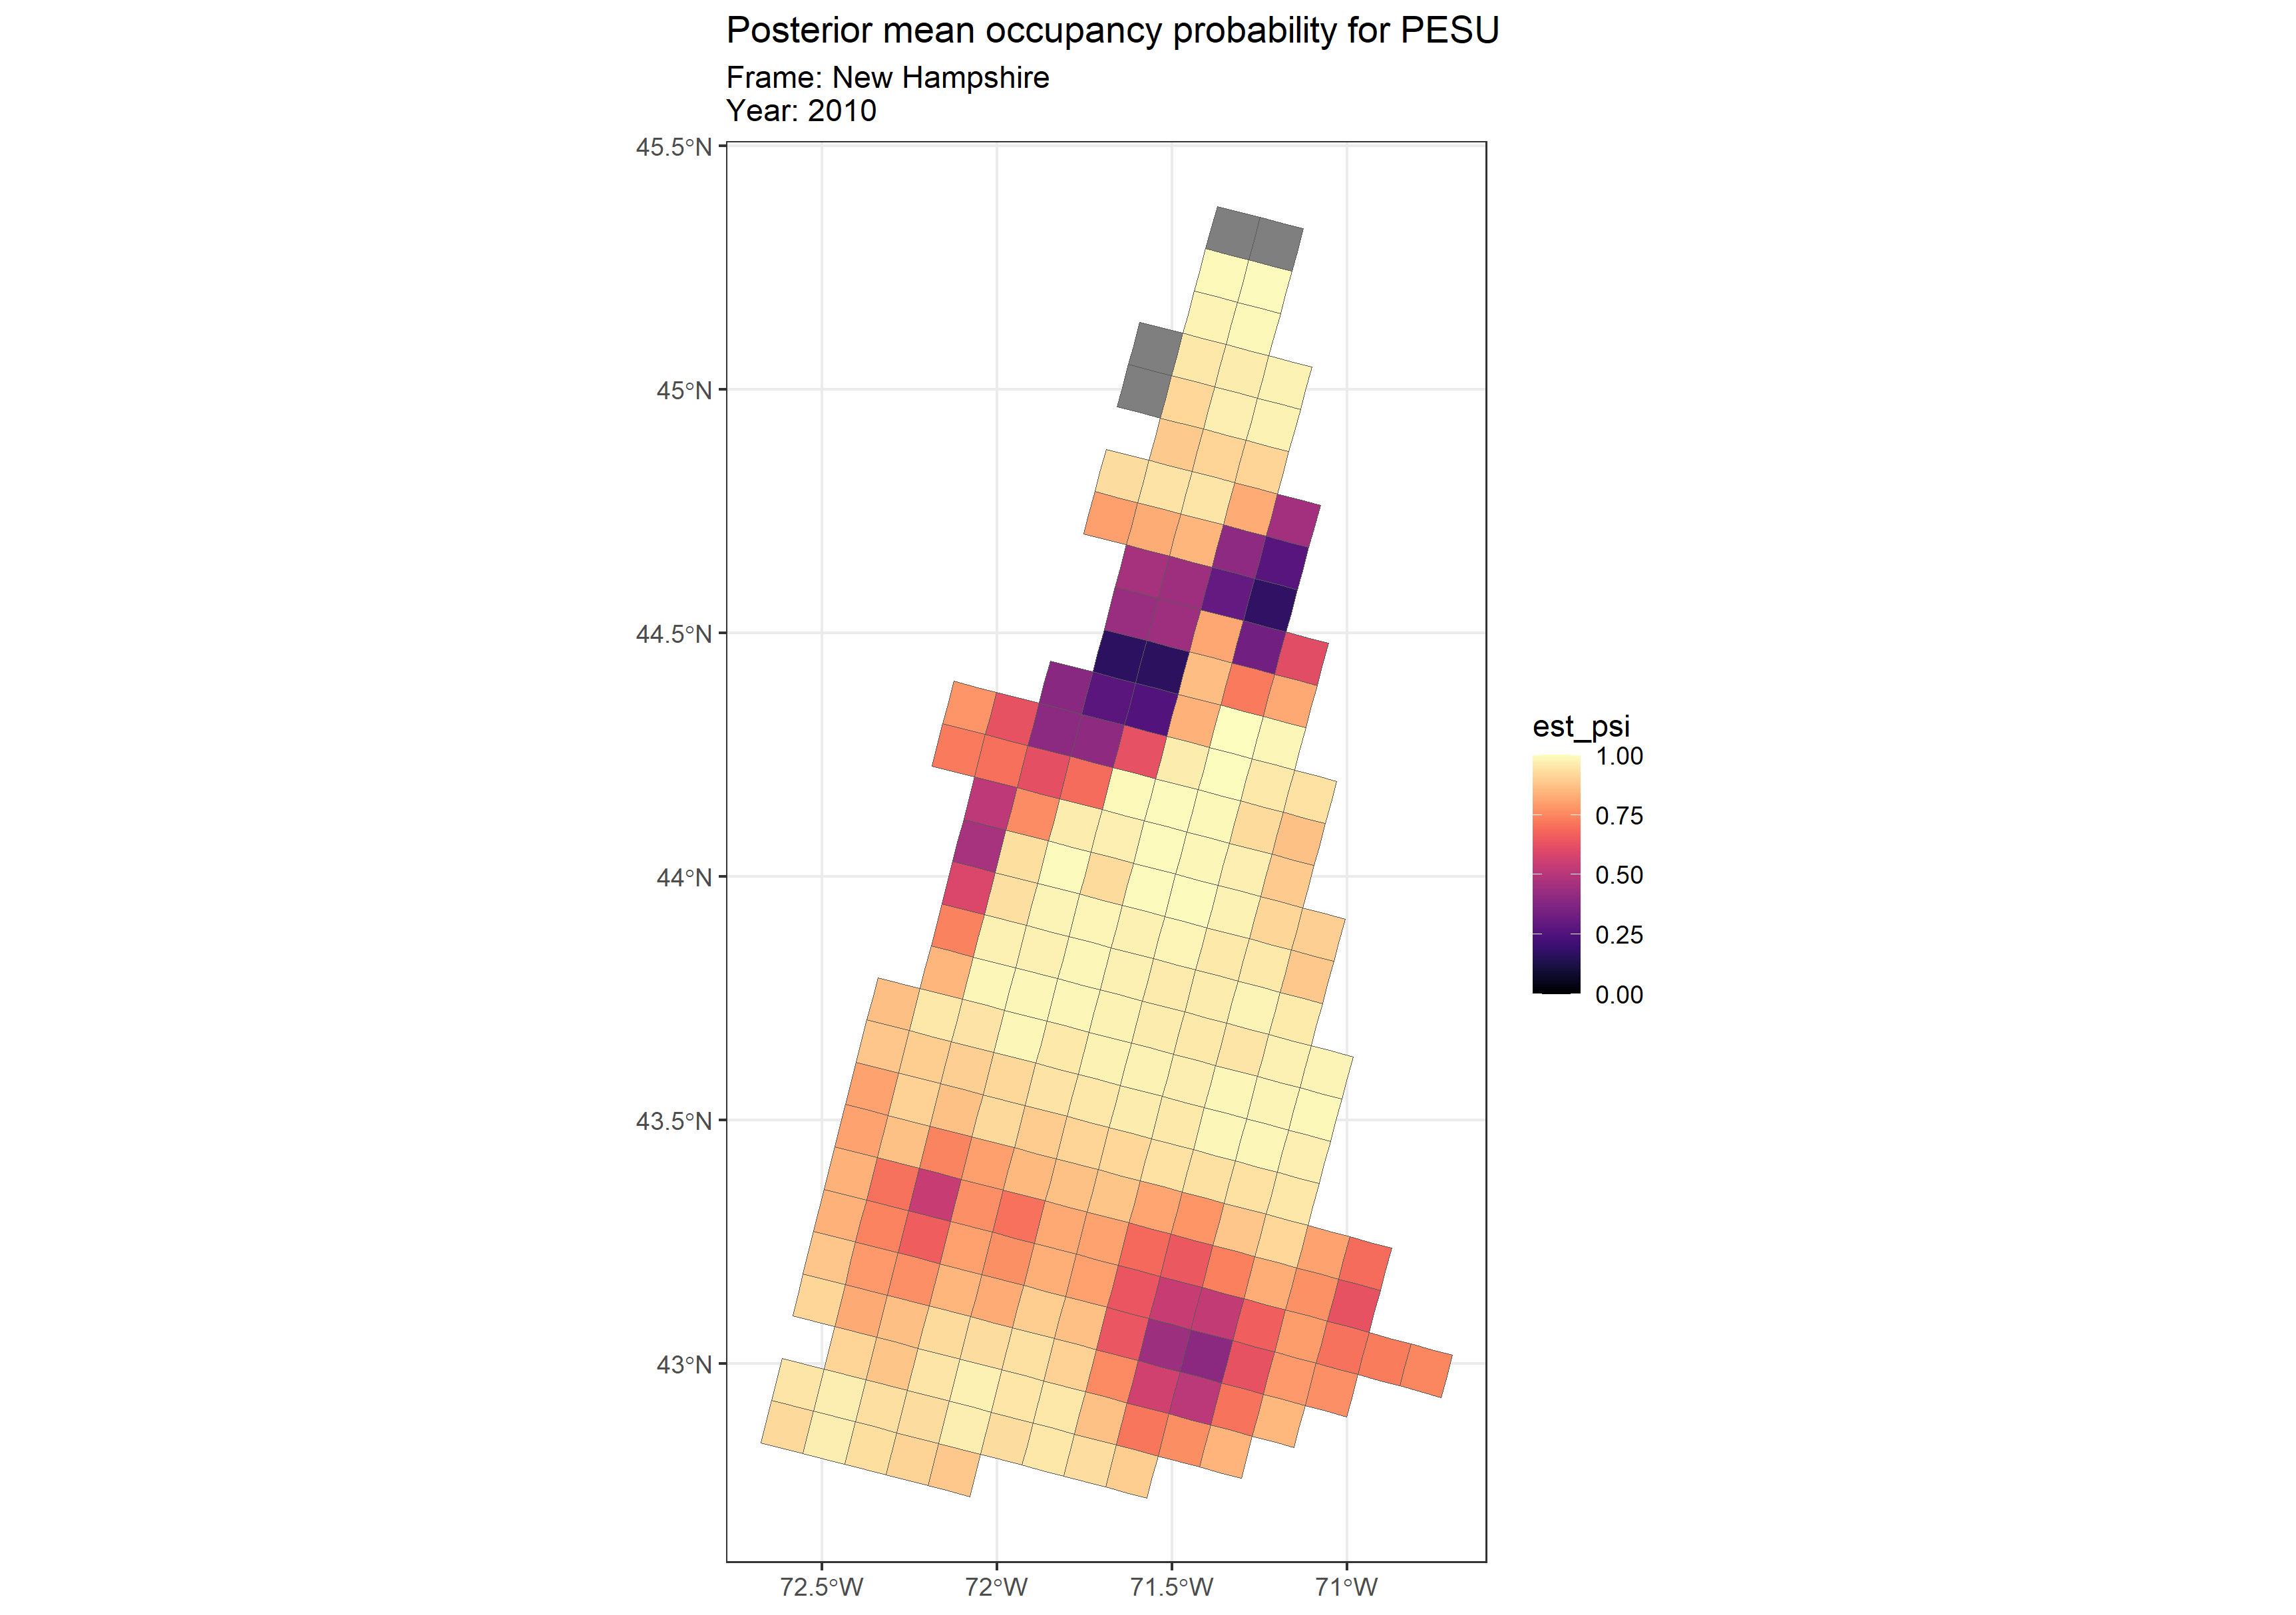 Posterior mean occupancy probability for PESU
Frame: New Hampshire
Year: 2010
45.5°N
45°N
44.5°N
44°N
43.5°N
43°N
72.5°W
72°W
71.5°W
71°W
est_psi
1.00
0.75
0.50
0.25
0.00